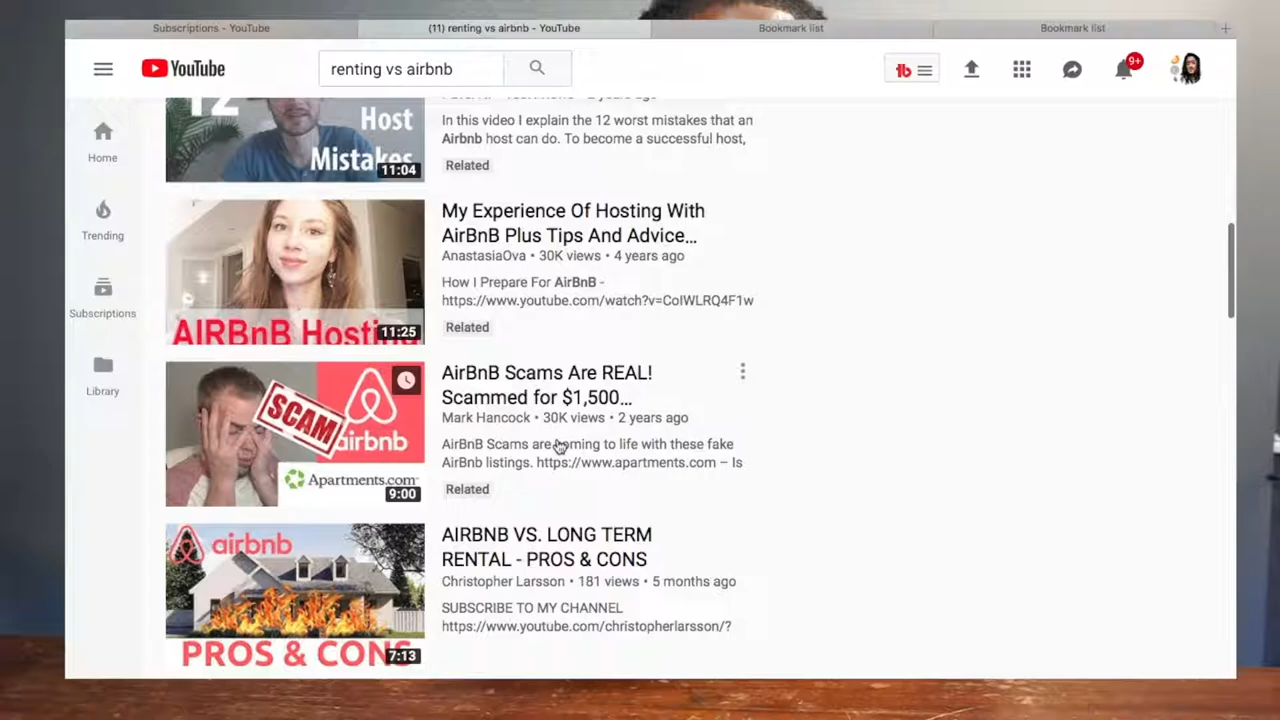 Subscriptions - YouTube
(11) renting vs airbnb - YouTube
Bookmark list
Bookmark list
YouTube
renting vs airbnb
9+
12
Host
Mistakes
11:04
In this video I explain the 12 worst mistakes that an
Airbnb host can do. To become a successful host,
Related
Home
Trending
Subscriptions
Library
AIRBnB Hosting
11:25
My Experience Of Hosting With
AirBnB Plus Tips And Advice...
AnastasiaOva • 30K views • 4 years ago
How I Prepare For AirBnB -
https://www.youtube.com/watch?v=CoIWLRQ4F1w
Related
SCAM
airbnb
Apartments.com
9:00
AirBnB Scams Are REAL!
Scammed for $1,500...
Mark Hancock • 30K views • 2 years ago
AirBnB Scams are coming to life with these fake
AirBnb listings. https://www.apartments.com – Is
Related
airbnb
PROS & CONS
7:13
AIRBNB VS. LONG TERM
RENTAL - PROS & CONS
Christopher Larsson • 181 views • 5 months ago
SUBSCRIBE TO MY CHANNEL
https://www.youtube.com/christopherlarsson/?